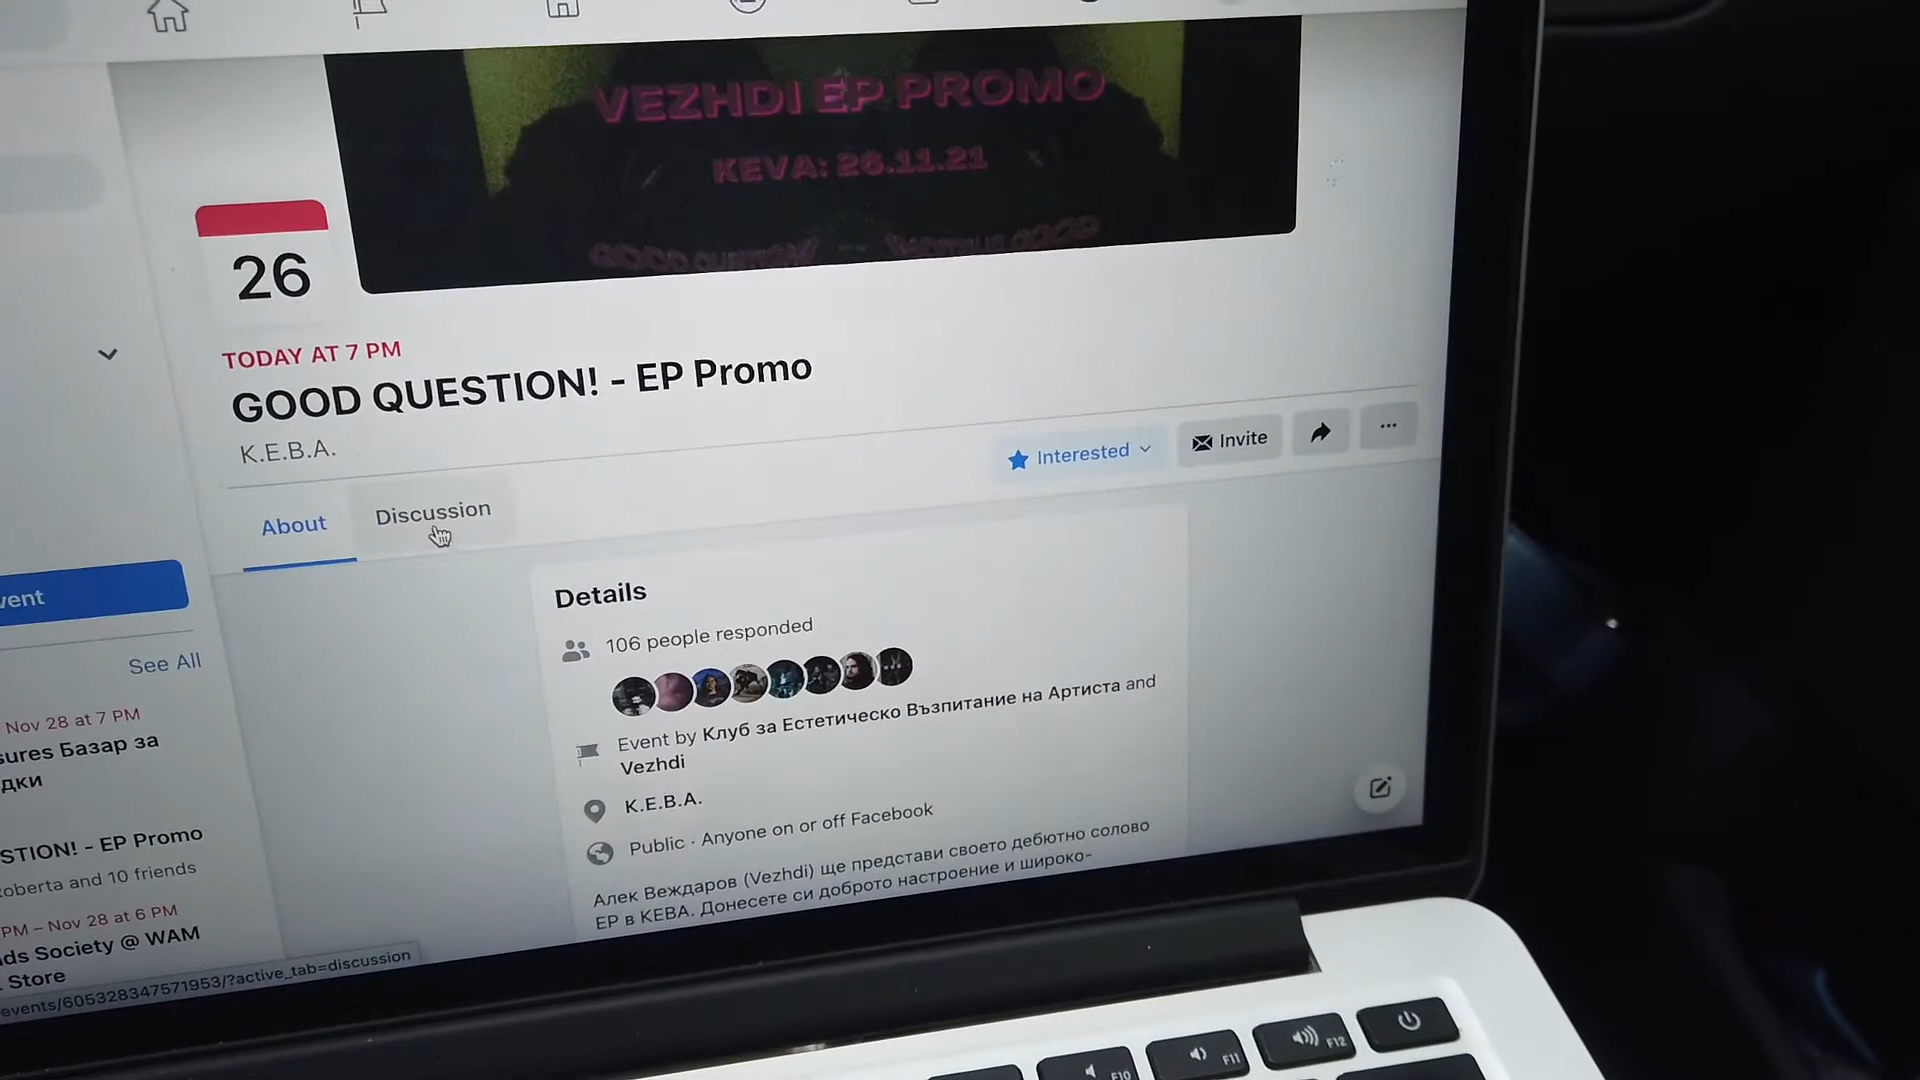 VEZHDI EP PROMO
KEVA: 26.11.21
GOOD QUESTION!
26
TODAY AT 7 PM
GOOD QUESTION! - EP Promo
K.E.B.A.
Interested
Invite
About
Discussion
Details
106 people responded
Event by Клуб за Естетическо Възпитание на Артиста and
Vezhdi
K.E.B.A.
Public · Anyone on or off Facebook
Алек Веждаров (Vezhdi) ще представи своето дебютно солово
ЕР в КЕВА. Донесете си доброто настроение и широко-
vent
See All
Nov 28 at 7 PM
sures Базар за
дки
STION! - EP Promo
Roberta and 10 friends
PM – Nov 28 at 6 PM
ds Society @ WAM
Store
events/605328347571953/?active_tab=discussion
F10
F11
F12